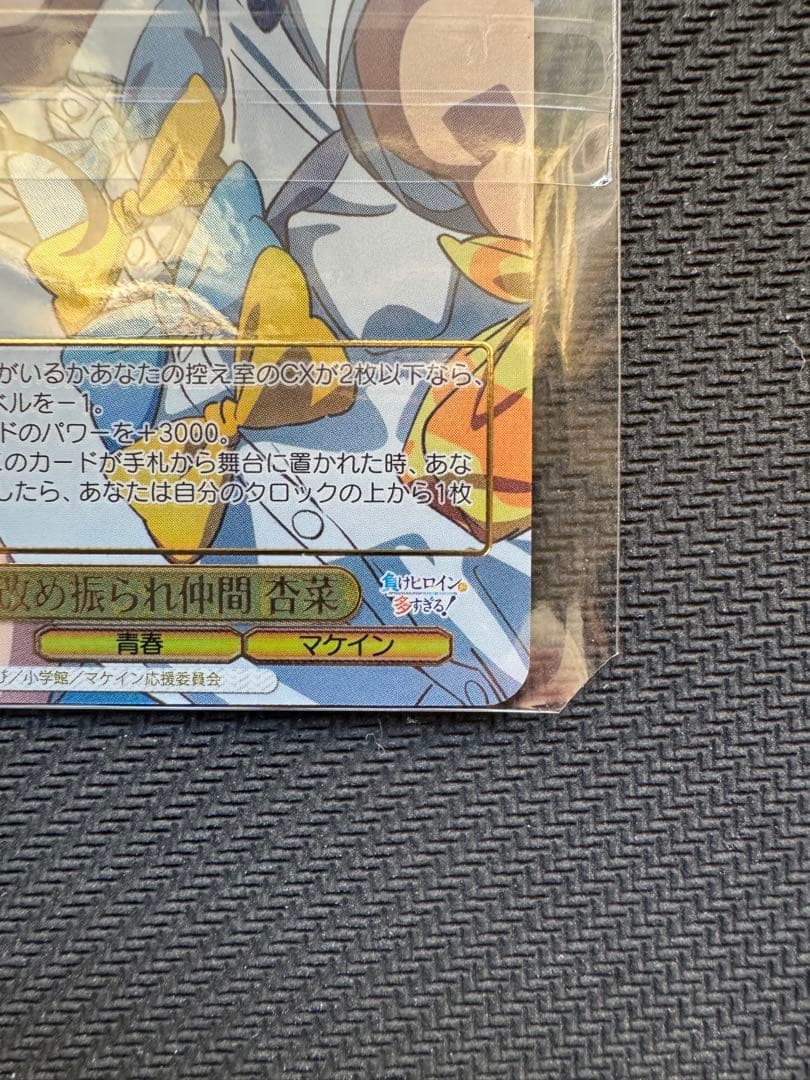 がいるかあなたの控え室のCXが2枚以下なら、
ベルを－1。
ドのパワーを＋3000。
このカードが手札から舞台に置かれた時、あな
したら、あなたは自分のクロックの上から1枚
改め振られ仲間 杏菜
負けヒロインが
多すぎる!
青春 マケイン
／小学館／マケイン応援委員会